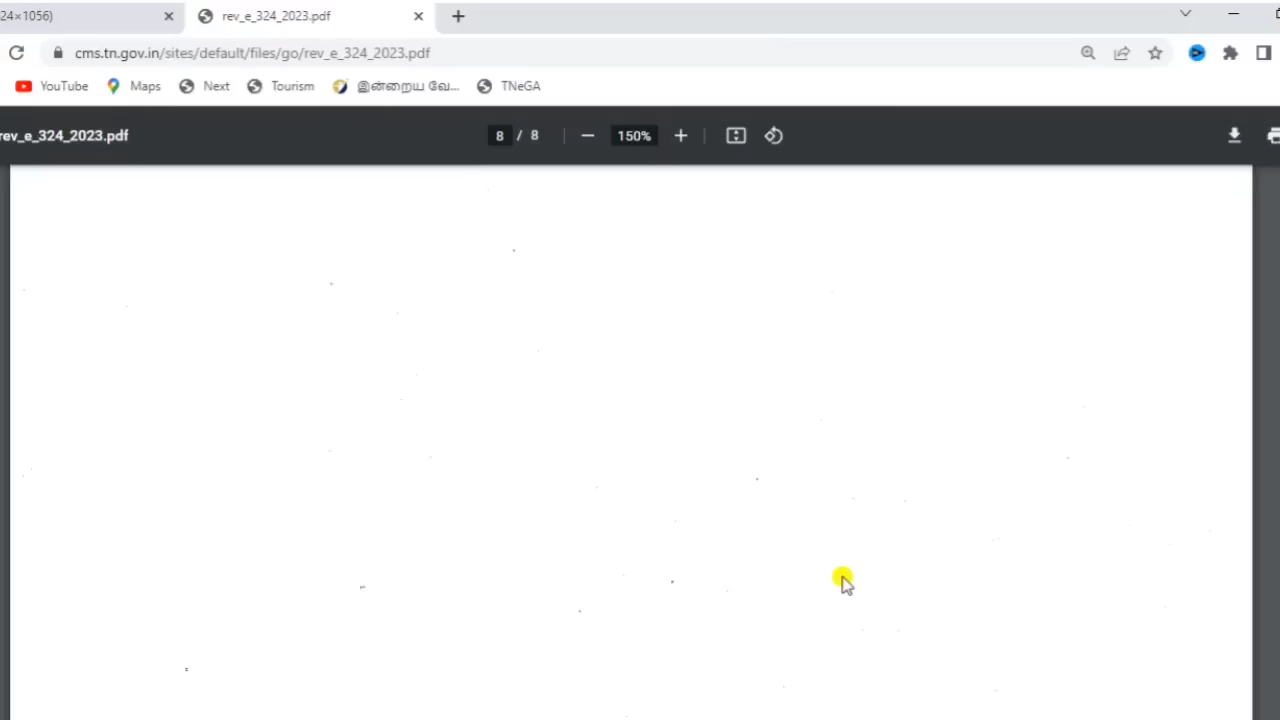 24×1056)
rev_e_324_2023.pdf
cms.tn.gov.in/sites/default/files/go/rev_e_324_2023.pdf
YouTube Maps Next Tourism இன்றைய வே... TNeGA
rev_e_324_2023.pdf 8 / 8 150%